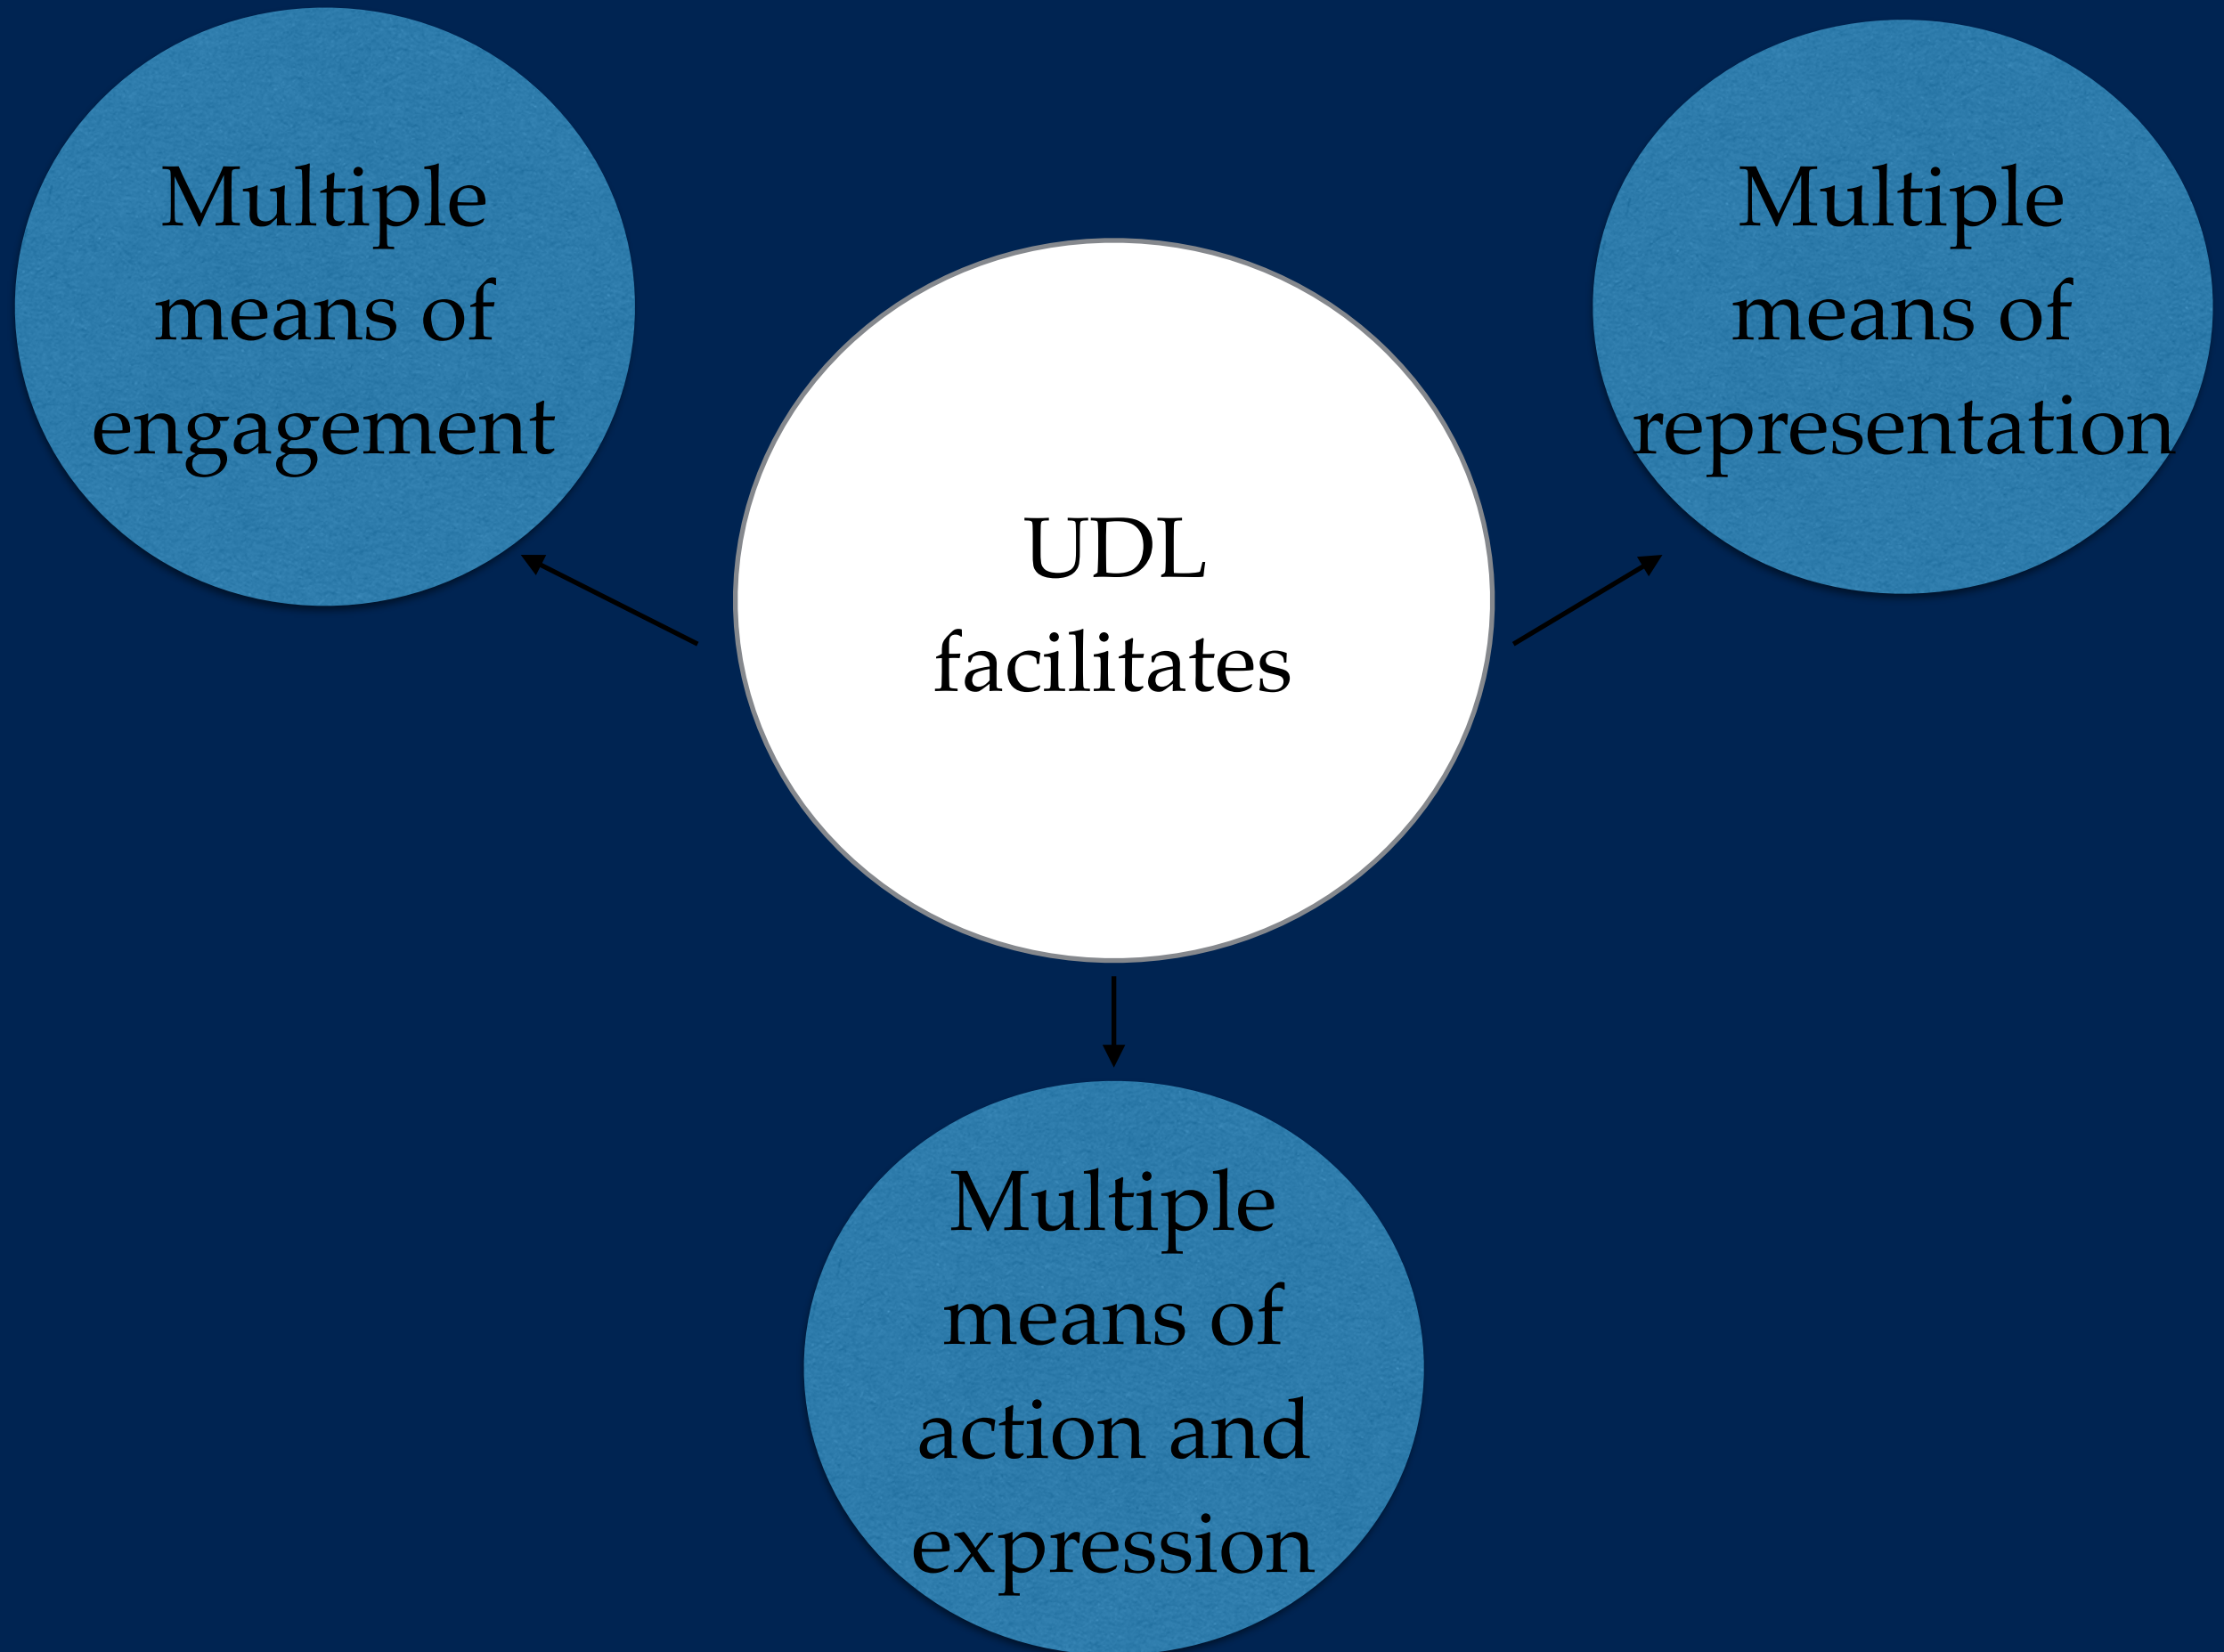 Multiple
means of
engagement
Multiple
means of
representation
UDL
facilitates
Multiple
means of
action and
expression